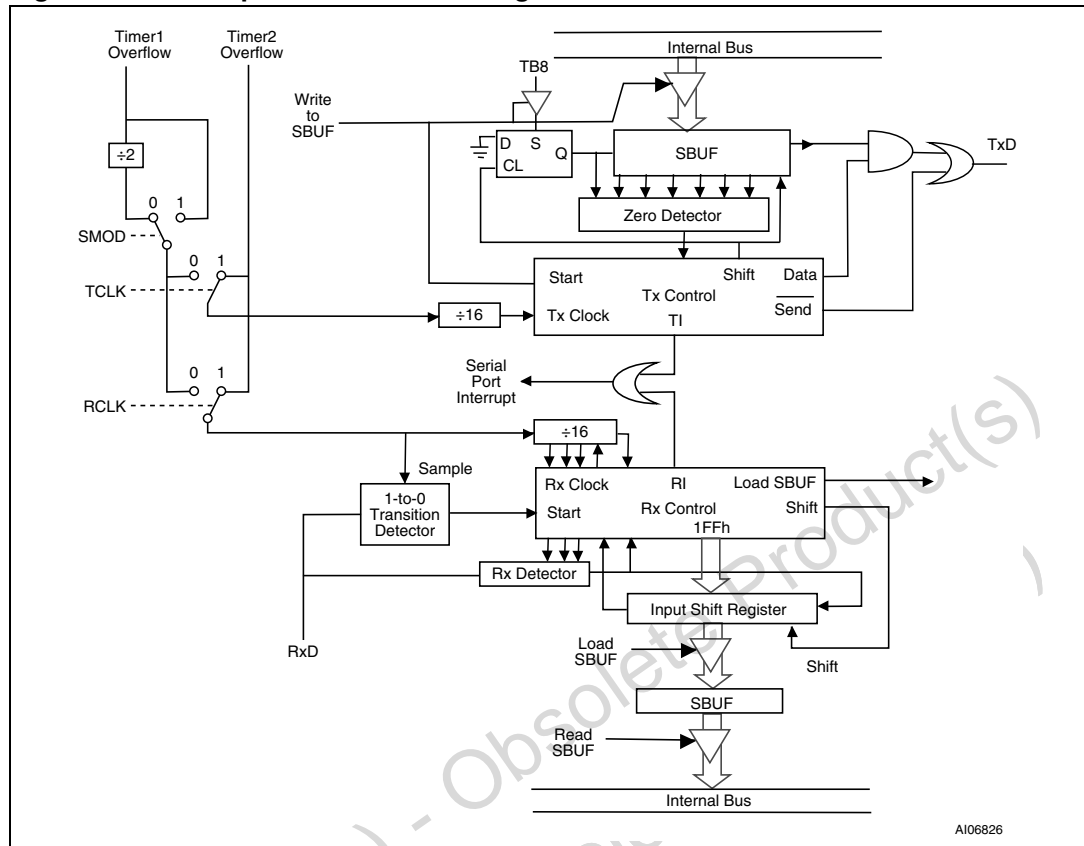 Timer1
Overflow
Timer2
Overflow
Internal Bus
TB8
Write
to
SBUF
D S
Q
CL
SBUF
TxD
÷2
0 1
SMOD
Zero Detector
0 1
TCLK
Start
Shift
Data
Tx Control
Send
÷16
Tx Clock
TI
Serial
Port
Interrupt
0 1
RCLK
÷16
Sample
1-to-0
Transition
Detector
Rx Clock
RI
Load SBUF
Start
Rx Control
Shift
1FFh
Rx Detector
Input Shift Register
RxD
Load
SBUF
Shift
SBUF
Read
SBUF
Internal Bus
AI06826
) - Obsolete Product(s)
)